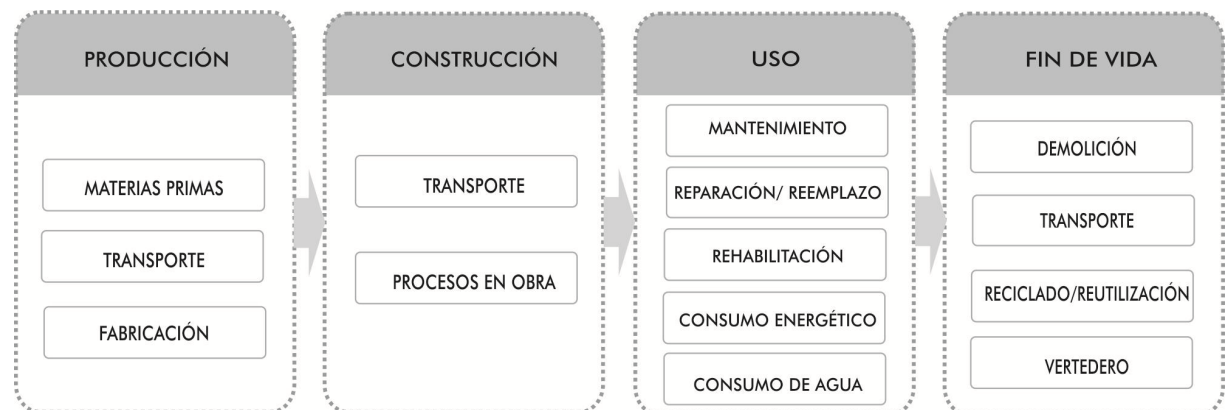 PRODUCCIÓN
MATERIAS PRIMAS
TRANSPORTE
FABRICACIÓN
CONSTRUCCIÓN
TRANSPORTE
PROCESOS EN OBRA
USO
MANTENIMIENTO
REPARACIÓN/ REEMPLAZO
REHABILITACIÓN
CONSUMO ENERGÉTICO
CONSUMO DE AGUA
FIN DE VIDA
DEMOLICIÓN
TRANSPORTE
RECICLADO/REUTILIZACIÓN
VERTEDERO